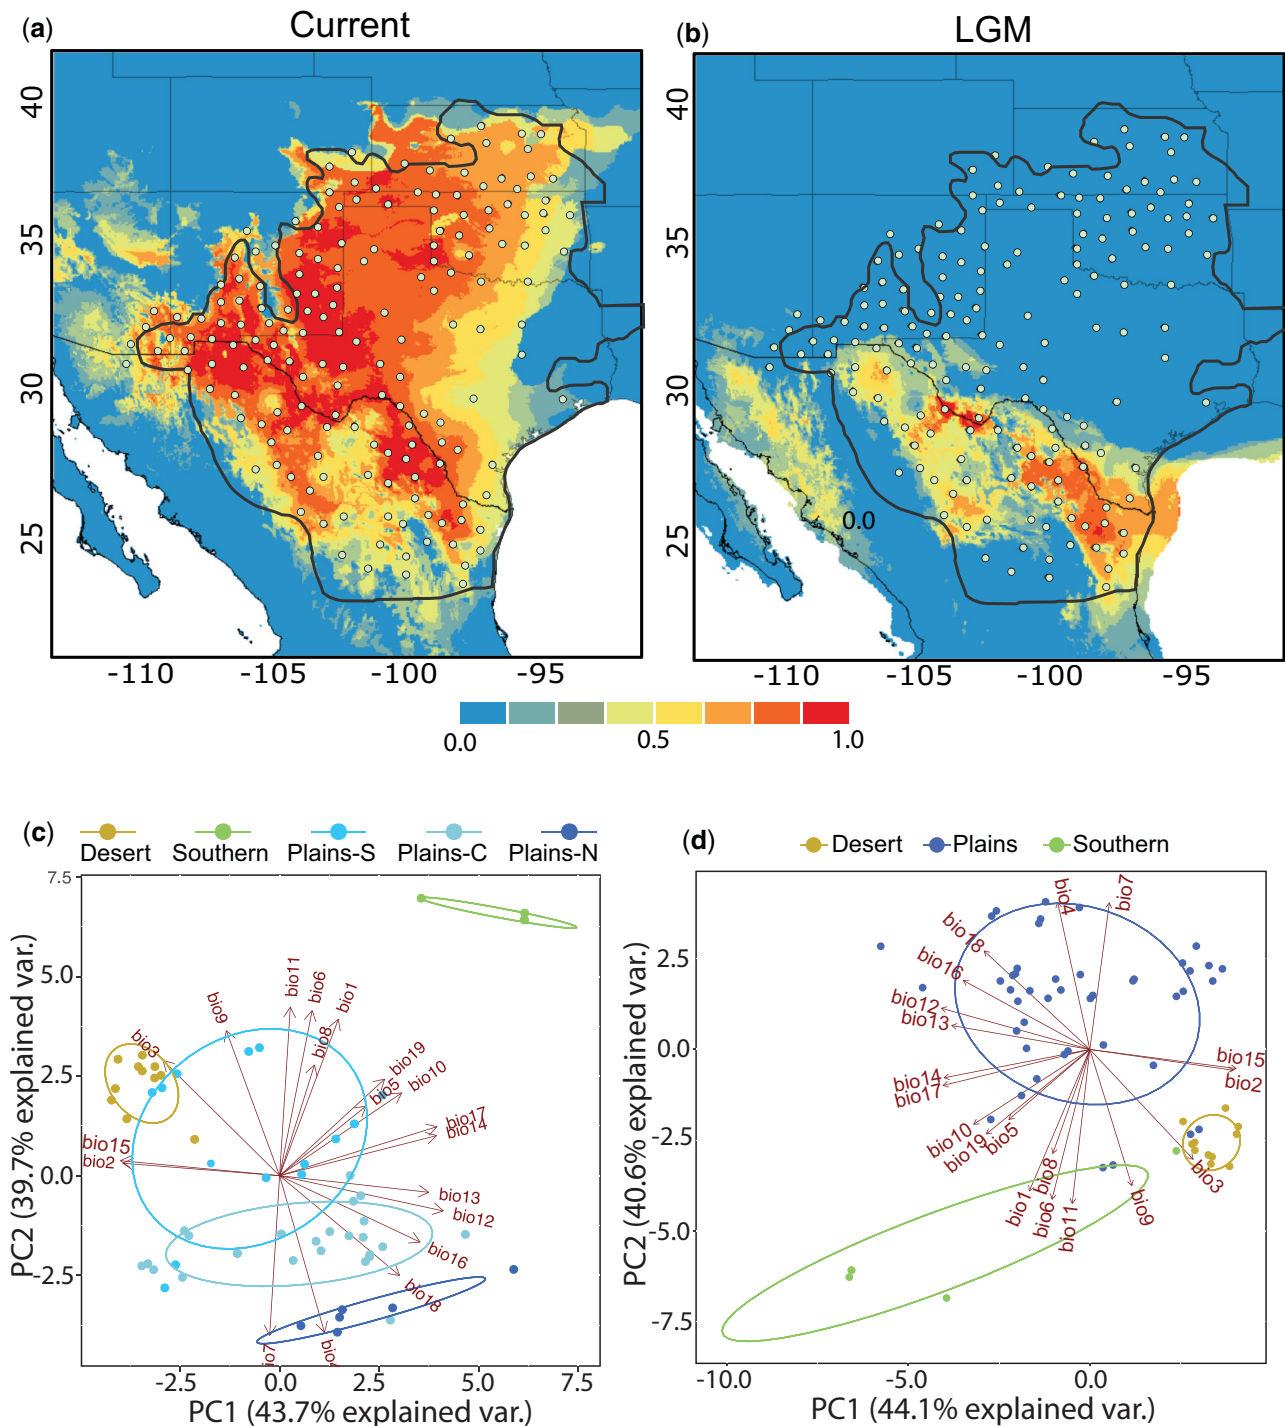 (a) Current
(b) LGM
40
35
30
25
-110 -105 -100 -95
40
35
30
25
0.0
-110 -105 -100 -95
0.0 0.5 1.0
(c)
Desert Southern Plains-S Plains-C Plains-N
7.5
5.0
2.5
0.0
-2.5
PC2 (39.7% explained var.)
bio11
bio6
bio1
bio9
bio8
bio3
bio19
bio10
bio5
bio17
bio14
bio15
bio2
bio13
bio12
bio16
bio18
-2.5 0.0 2.5 5.0 7.5
PC1 (43.7% explained var.)
(d)
Desert Plains Southern
2.5
0.0
-2.5
-5.0
-7.5
PC2 (40.6% explained var.)
bio4
bio7
bio18
bio16
bio12
bio13
bio15
bio2
bio14
bio17
bio10
bio19
bio5
bio8
bio3
bio1
bio6
bio11
bio9
-10.0 -5.0 0.0
PC1 (44.1% explained var.)